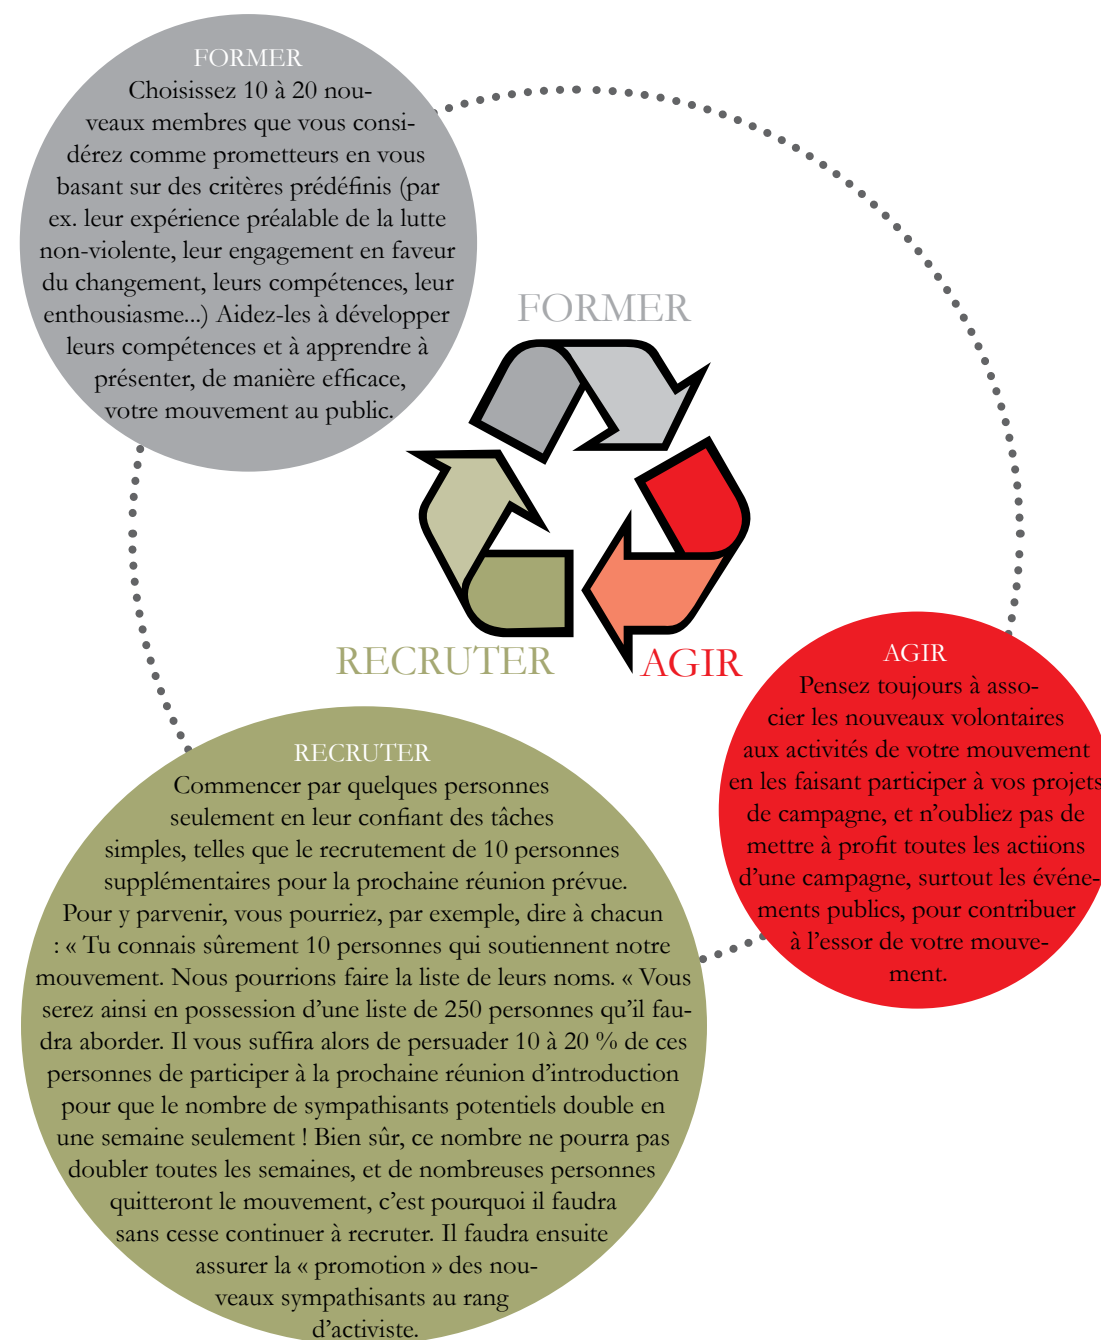 FORMER
Choisissez 10 à 20 nou-
veaux membres que vous consi-
dérez comme prometteurs en vous
basant sur des critères prédéfinis (par
ex. leur expérience préalable de la lutte
non-violente, leur engagement en faveur
du changement, leurs compétences, leur
enthousiasme...) Aidez-les à développer
leurs compétences et à apprendre à
présenter, de manière efficace,
votre mouvement au public.
FORMER
RECRUTER
AGIR
AGIR
Pensez toujours à asso-
cier les nouveaux volontaires
aux activités de votre mouvement
en les faisant participer à vos projets
de campagne, et n’oubliez pas de
mettre à profit toutes les actiions
d’une campagne, surtout les événe-
ments publics, pour contribuer
à l’essor de votre mouve-
ment.
RECRUTER
Commencer par quelques personnes
seulement en leur confiant des tâches
simples, telles que le recrutement de 10 personnes
supplémentaires pour la prochaine réunion prévue.
Pour y parvenir, vous pourriez, par exemple, dire à chacun
: « Tu connais sûrement 10 personnes qui soutiennent notre
mouvement. Nous pourrions faire la liste de leurs noms. « Vous
serez ainsi en possession d’une liste de 250 personnes qu’il fau-
dra aborder. Il vous suffira alors de persuader 10 à 20 % de ces
personnes de participer à la prochaine réunion d’introduction
pour que le nombre de sympathisants potentiels double en
une semaine seulement ! Bien sûr, ce nombre ne pourra pas
doubler toutes les semaines, et de nombreuses personnes
quitteront le mouvement, c’est pourquoi il faudra
sans cesse continuer à recruter. Il faudra ensuite
assurer la « promotion » des nou-
veaux sympathisants au rang
d’activiste.